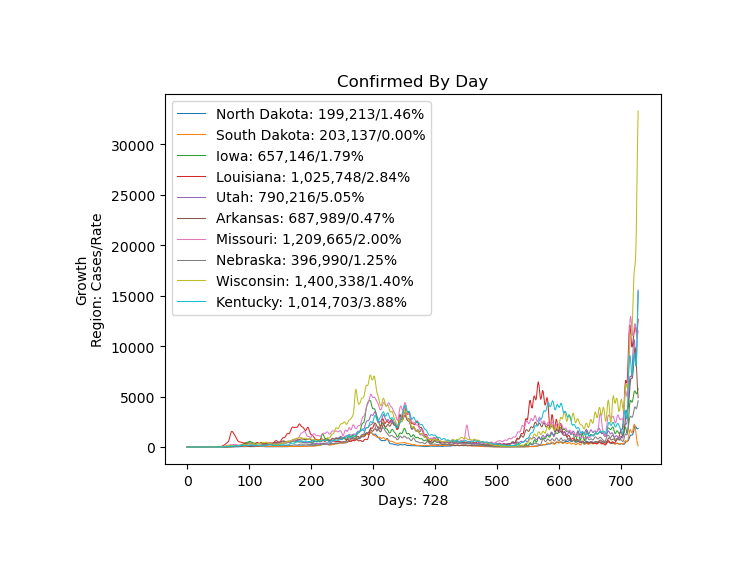 Confirmed By Day
North Dakota: 199,213/1.46%
South Dakota: 203,137/0.00%
Iowa: 657,146/1.79%
Louisiana: 1,025,748/2.84%
Utah: 790,216/5.05%
Arkansas: 687,989/0.47%
Missouri: 1,209,665/2.00%
Nebraska: 396,990/1.25%
Wisconsin: 1,400,338/1.40%
Kentucky: 1,014,703/3.88%
Growth
Region: Cases/Rate
30000
25000
20000
15000
10000
5000
0
0 100 200 300 400 500 600 700
Days: 728